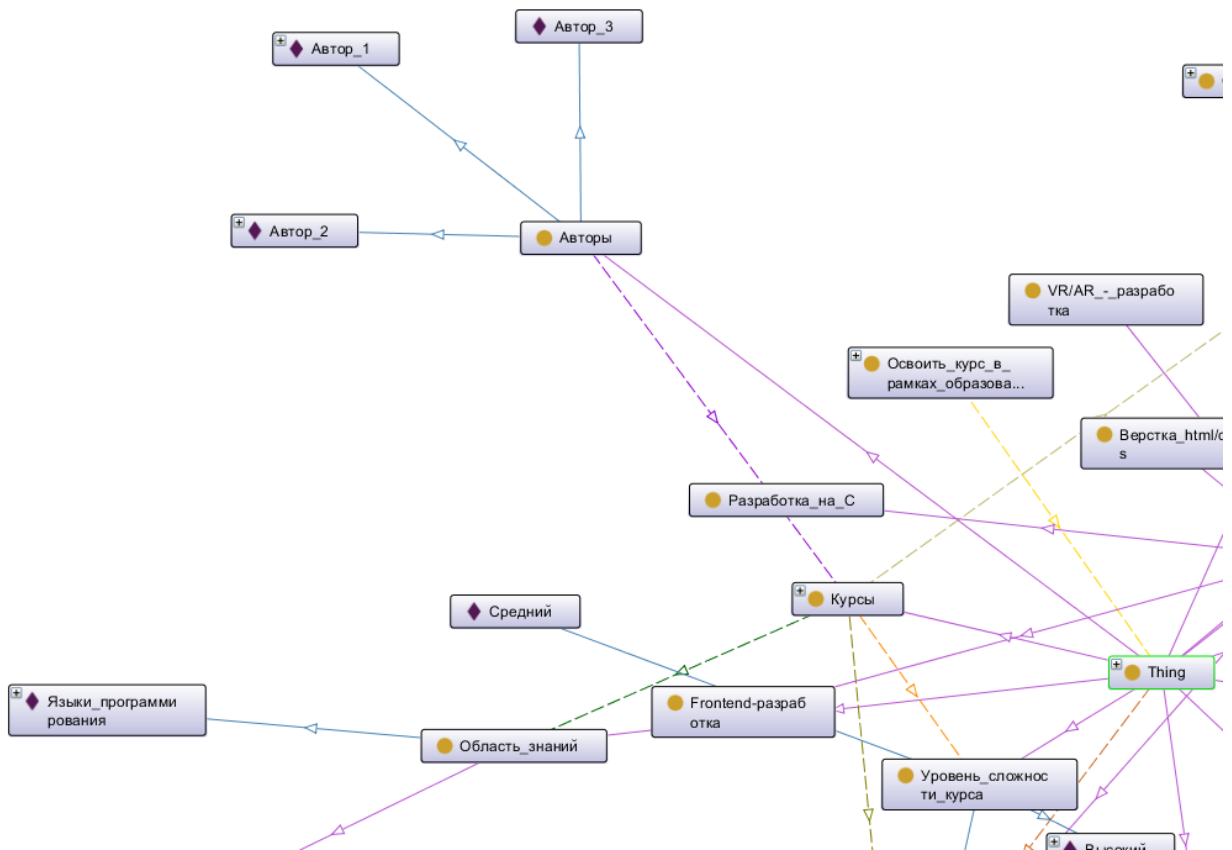 Автор_3
Автор_1
Автор_2
Авторы
VR/AR_-_разрабо
тка
Освоить_курс_в_
рамках_образова...
Верстка_html/c
s
Разработка_на_C
Курсы
Средний
Thing
Языки_программи
рования
Frontend-разраб
отка
Область_знаний
Уровень_сложнос
ти_курса
Высокий